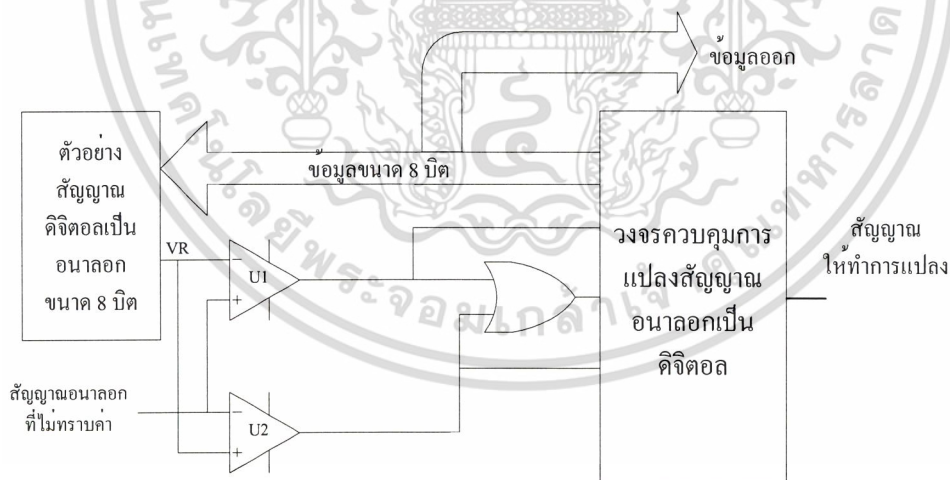 ข้อมูลออก
ตัวอย่าง
สัญญาณ
ดิจิตอลเป็น
อนาลอก
ขนาด 8 บิต
ข้อมูลขนาด 8 บิต
VR
U1
−
+
วงจรควบคุมการ
แปลงสัญญาณ
อนาลอกเป็น
ดิจิตอล
สัญญาณ
ให้ทำการแปลง
สัญญาณอนาลอก
ที่ไม่ทราบค่า
U2
−
+